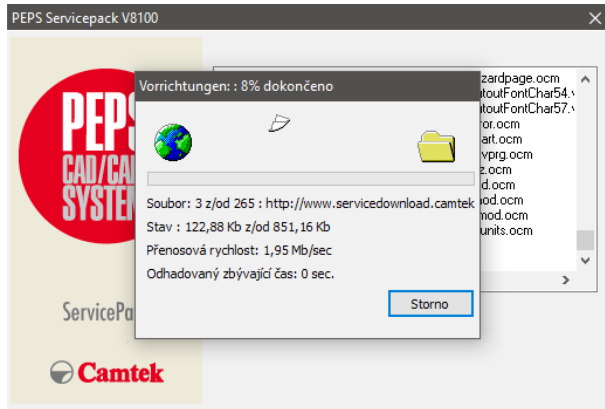 PEPS Servicepack V8100
PEPS
CAD/CAM
SYSTEM
ServicePa
Camtek
Vorrichtungen: : 8% dokončeno
Soubor: 3 z/od 265 : http://www.servicedownload.camtek
Stav : 122,88 Kb z/od 851,16 Kb
Přenosová rychlost: 1,95 Mb/sec
Odhadovaný zbývající čas: 0 sec.
Storno
zardpage.ocm
toutFontChar54.
toutFontChar57.
ror.ocm
art.ocm
vprg.ocm
z.ocm
d.ocm
od.ocm
mod.ocm
units.ocm